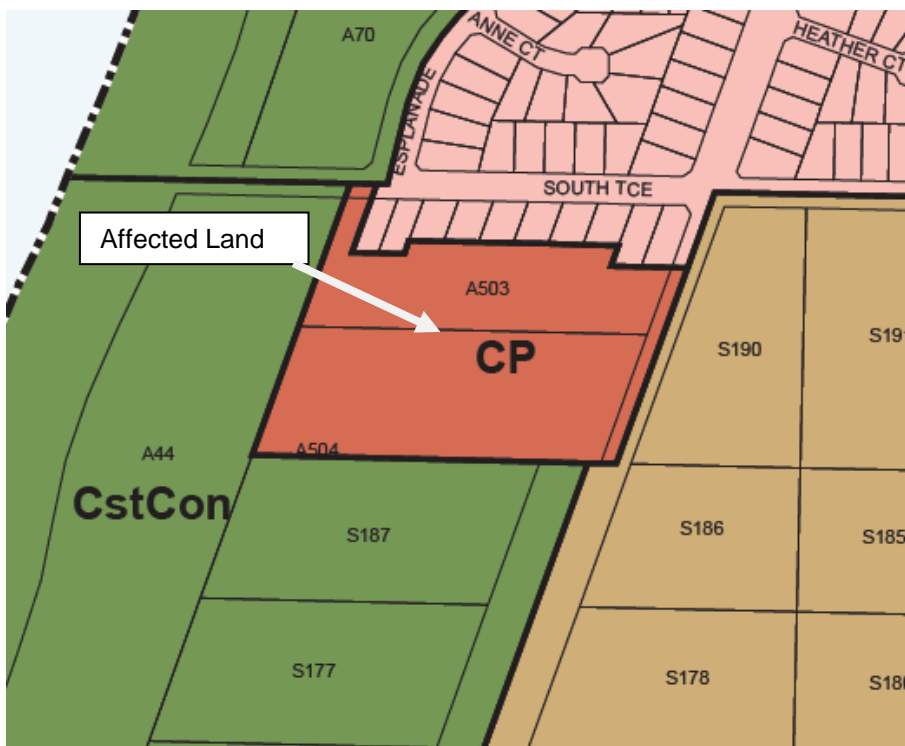 A70
ANNE CT
HEATHER CT
ESPLANADE
SOUTH TCE
Affected Land
A503
S190
S191
CP
A504
A44
CstCon
S187
S186
S185
S177
S178